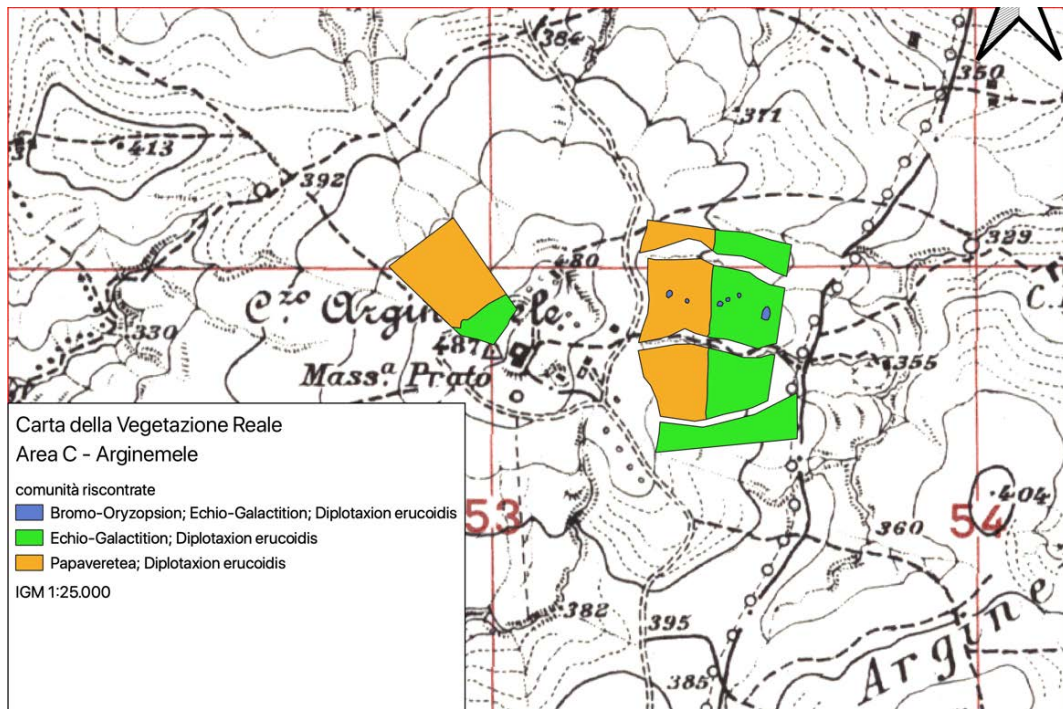 384
350
371
413
392
329
480
C.
330
C.zo Arginemele
487
Mass.a Prato
355
Carta della Vegetazione Reale
Area C - Arginemele
comunità riscontrate
Bromo-Oryzopsion; Echio-Galactition; Diplotaxion erucoidis
Echio-Galactition; Diplotaxion erucoidis
Papaveretea; Diplotaxion erucoidis
IGM 1:25.000
53
404
54
360
382
395
385
Argine